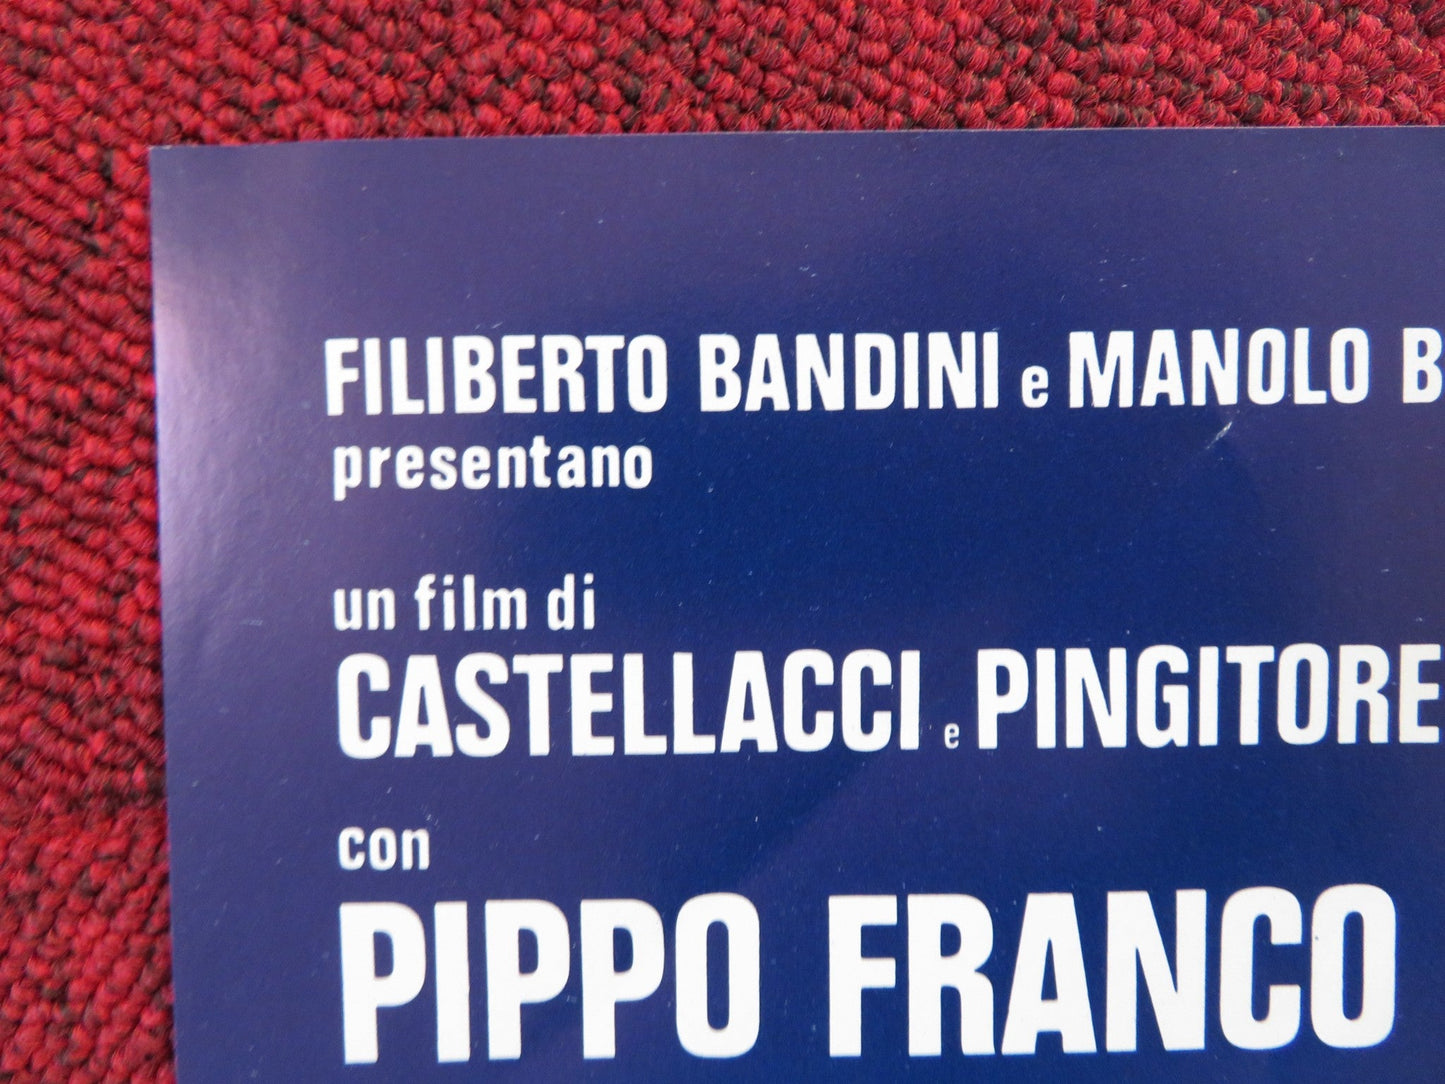 FILIBERTO BANDINI e MANOLO B
presentano
un film di
CASTELLACCI e PINGITORE
con
PIPPO FRANCO